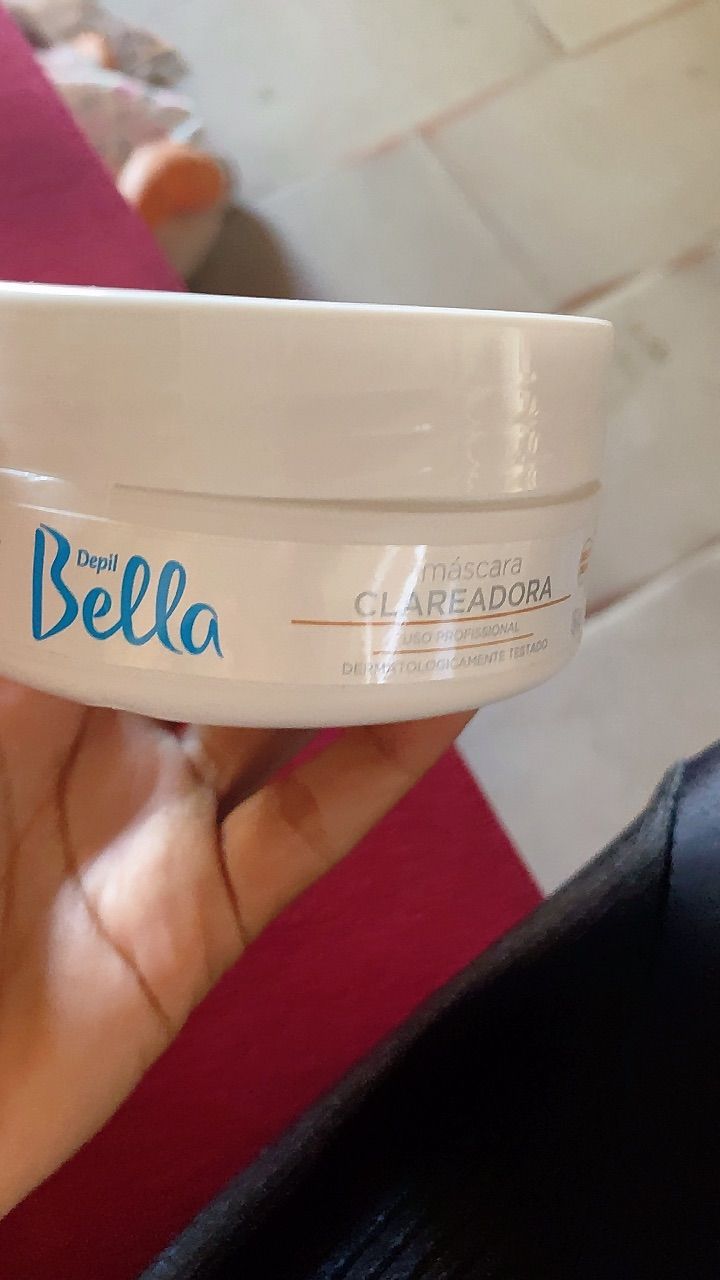 Depil
Bella
máscara
CLAREADORA
USO PROFISSIONAL
DERMATOLOGICAMENTE TESTADO